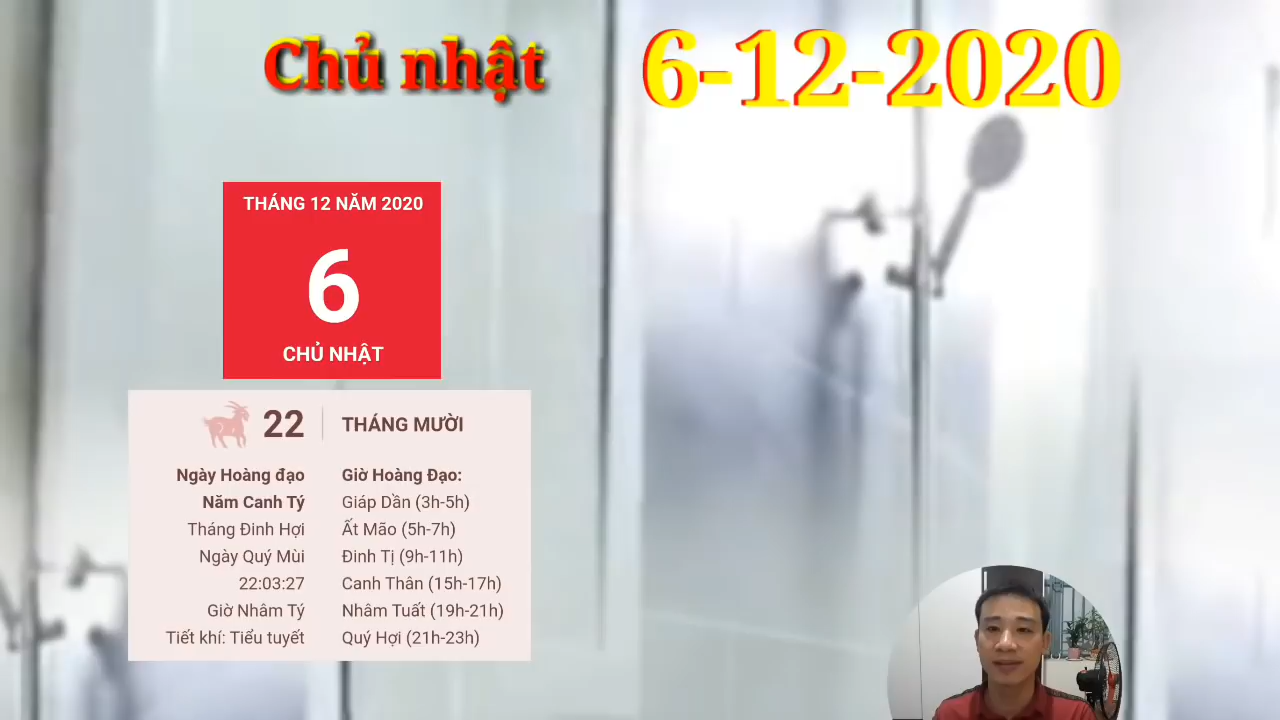 Chủ nhật 6-12-2020
THÁNG 12 NĂM 2020
6
CHỦ NHẬT
22 THÁNG MƯỜI
Ngày Hoàng đạo
Năm Canh Tý
Tháng Đinh Hợi
Ngày Quý Mùi
22:03:27
Giờ Nhâm Tý
Tiết khí: Tiểu tuyết
Giờ Hoàng Đạo:
Giáp Dần (3h-5h)
Ất Mão (5h-7h)
Đinh Tị (9h-11h)
Canh Thân (15h-17h)
Nhâm Tuất (19h-21h)
Quý Hợi (21h-23h)